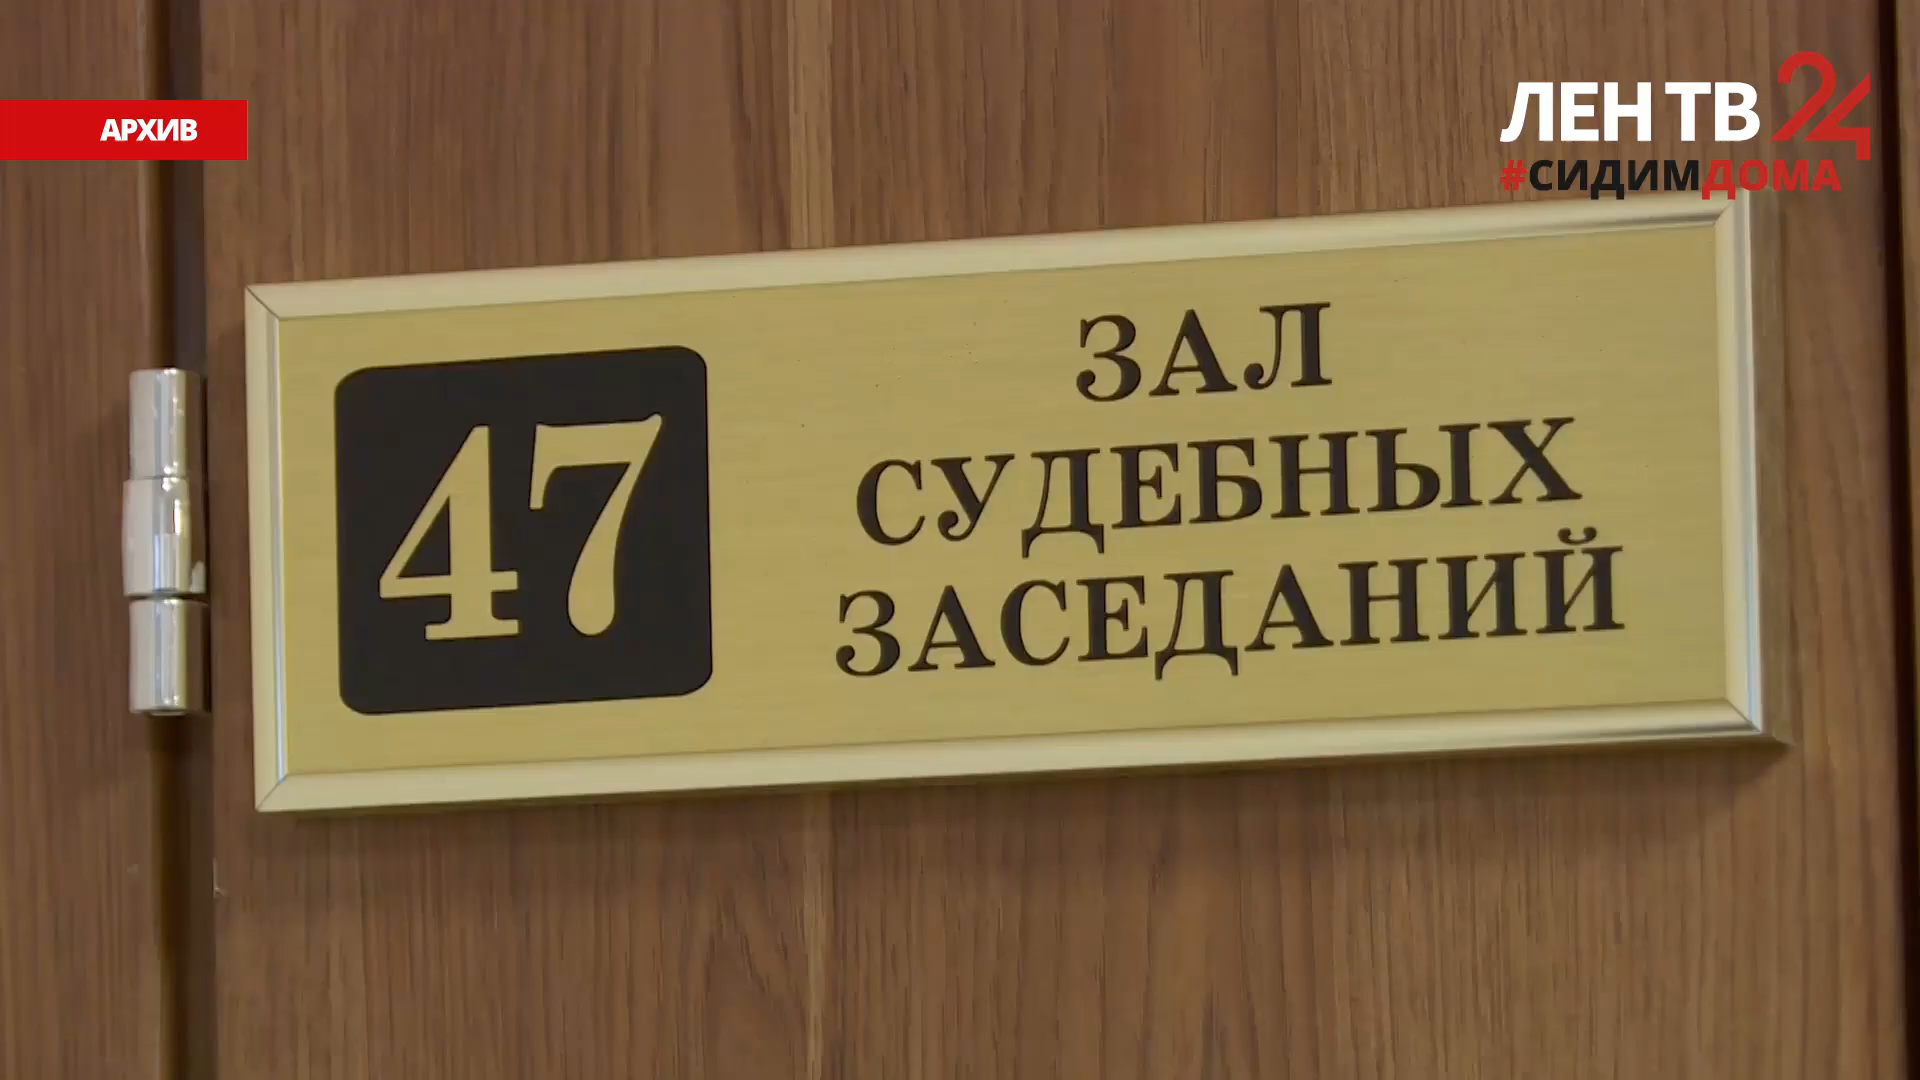 АРХИВ
ЛЕН ТВ 24
#СИДИМДОМА
47
ЗАЛ
СУДЕБНЫХ
ЗАСЕДАНИЙ